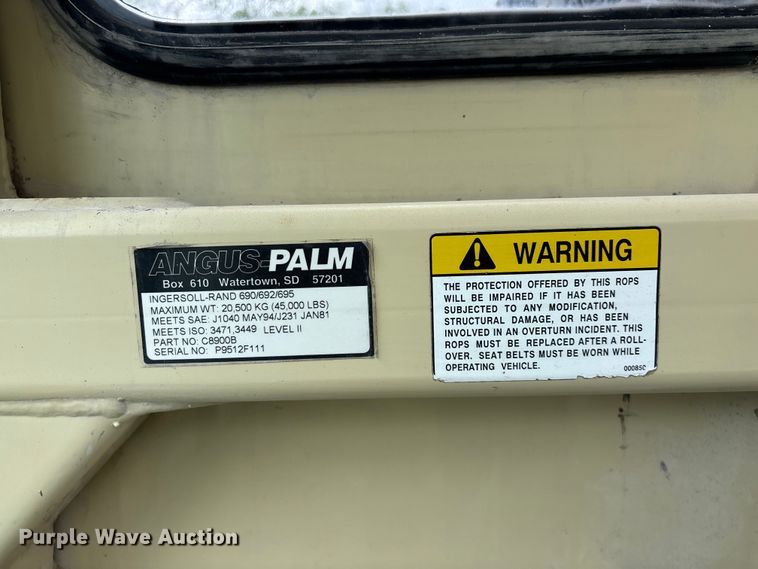 ANGUS-PALM
Box 610 Watertown, SD 57201
INGERSOLL-RAND 690/692/695
MAXIMUM WT: 20,500 KG (45,000 LBS)
MEETS SAE: J1040 MAY94/J231 JAN81
MEETS ISO: 3471,3449 LEVEL II
PART NO: C8900B
SERIAL NO: P9512F111
WARNING
THE PROTECTION OFFERED BY THIS ROPS
WILL BE IMPAIRED IF IT HAS BEEN
SUBJECTED TO ANY MODIFICATION,
STRUCTURAL DAMAGE, OR HAS BEEN
INVOLVED IN AN OVERTURN INCIDENT. THIS
ROPS MUST BE REPLACED AFTER A ROLL-
OVER. SEAT BELTS MUST BE WORN WHILE
OPERATING VEHICLE.
Purple Wave Auction